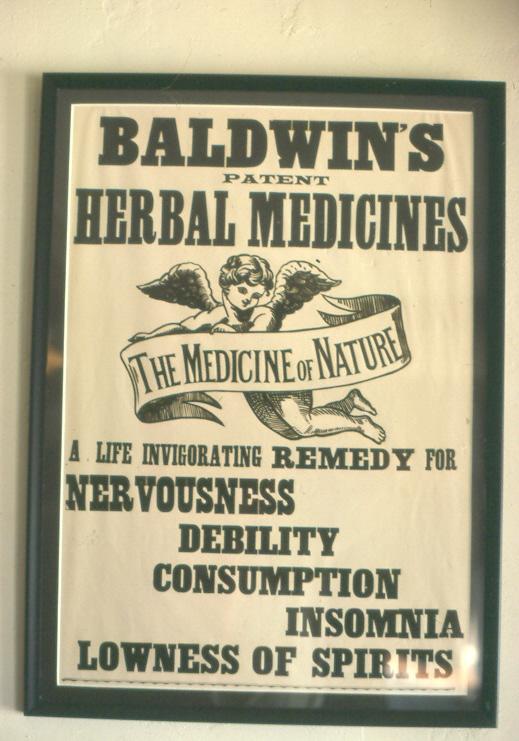 BALDWIN'S
PATENT
HERBAL MEDICINES
THE MEDICINE OF NATURE
A LIFE INVIGORATING REMEDY FOR
NERVOUSNESS
DEBILITY
CONSUMPTION
INSOMNIA
LOWNESS OF SPIRITS